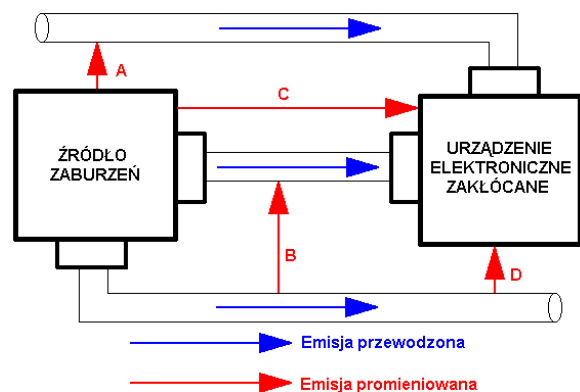 A
C
ŹRÓDŁO
ZABURZEŃ
URZĄDZENIE
ELEKTRONICZNE
ZAKŁÓCANE
B
D
Emisja przewodzona
Emisja promieniowana